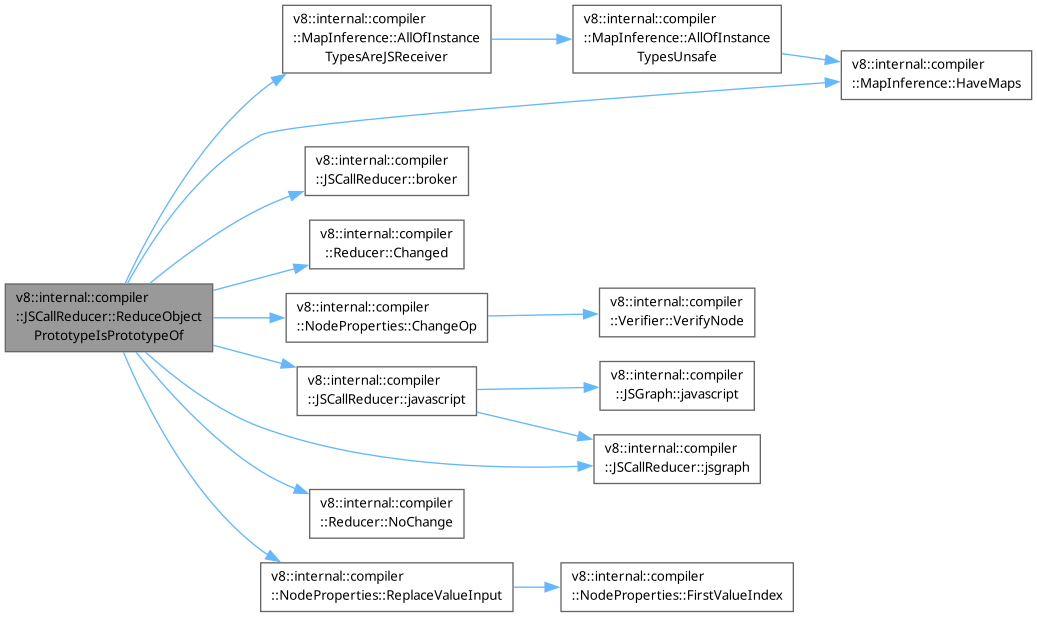 v8::internal::compiler
::MapInference::AllOfInstance
TypesAreJSReceiver
v8::internal::compiler
::MapInference::AllOfInstance
TypesUnsafe
v8::internal::compiler
::MapInference::HaveMaps
v8::internal::compiler
::JSCallReducer::broker
v8::internal::compiler
::Reducer::Changed
v8::internal::compiler
::JSCallReducer::ReduceObject
PrototypeIsPrototypeOf
v8::internal::compiler
::NodeProperties::ChangeOp
v8::internal::compiler
::Verifier::VerifyNode
v8::internal::compiler
::JSCallReducer::javascript
v8::internal::compiler
::JSGraph::javascript
v8::internal::compiler
::JSCallReducer::jsgraph
v8::internal::compiler
::Reducer::NoChange
v8::internal::compiler
::NodeProperties::ReplaceValueInput
v8::internal::compiler
::NodeProperties::FirstValueIndex